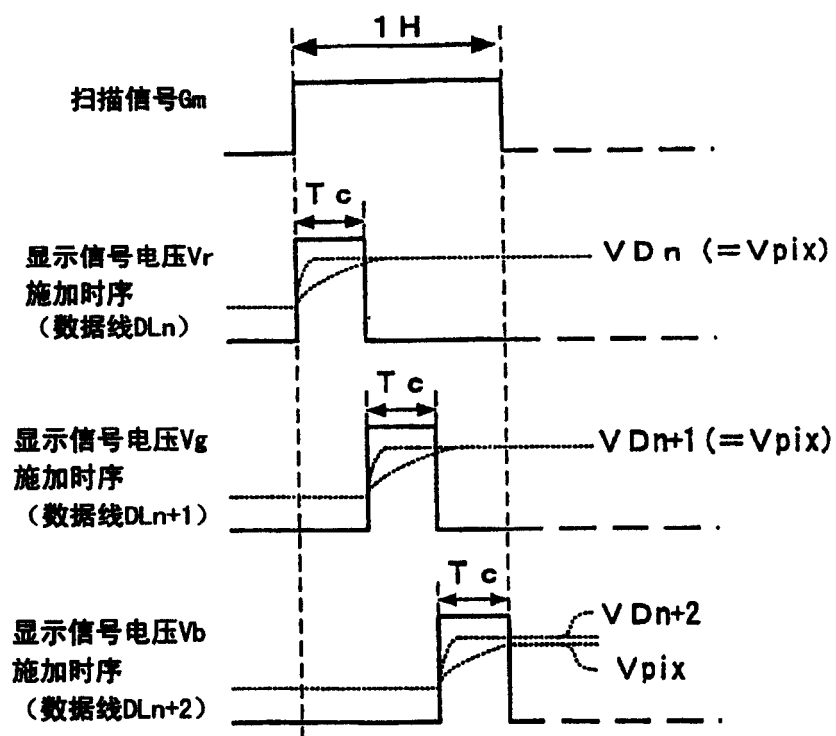 1H
扫描信号Gm
Tc
显示信号电压Vr
施加时序
(数据线DLn)
VDn (=Vpix)
Tc
显示信号电压Vg
施加时序
(数据线DLn+1)
VDn+1(=Vpix)
Tc
显示信号电压Vb
施加时序
(数据线DLn+2)
VDn+2
Vpix